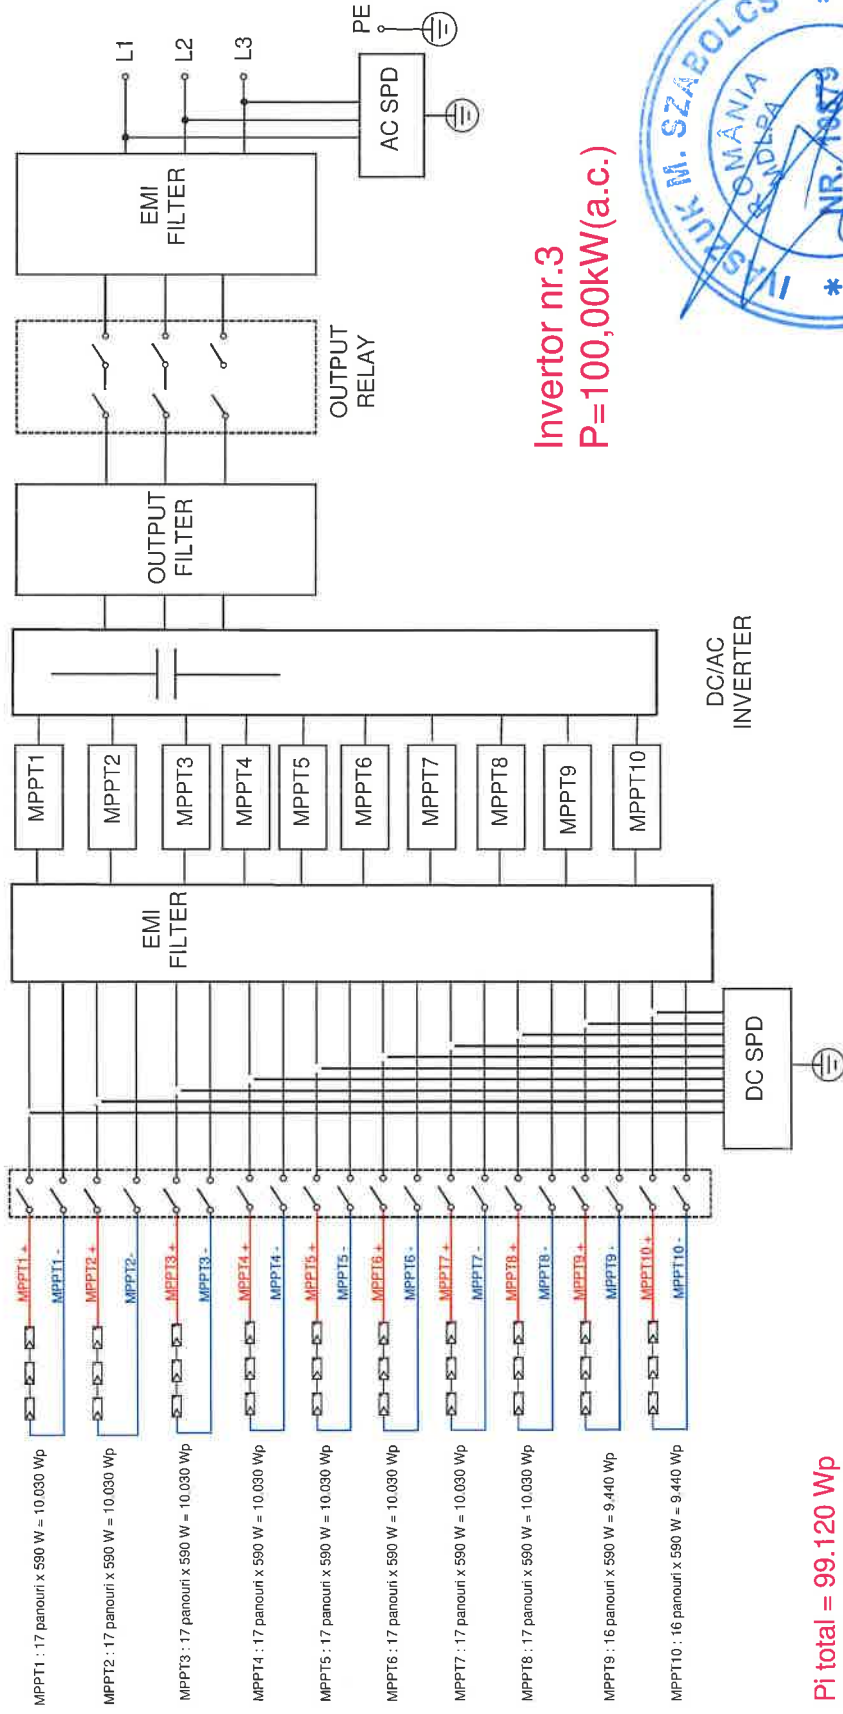 MPPT1 : 17 panouri x 590 W = 10.030 Wp
MPPT2 : 17 panouri x 590 W = 10.030 Wp
MPPT3 : 17 panouri x 590 W = 10.030 Wp
MPPT4 : 17 panouri x 590 W = 10.030 Wp
MPPT5 : 17 panouri x 590 W = 10.030 Wp
MPPT6 : 17 panouri x 590 W = 10.030 Wp
MPPT7 : 17 panouri x 590 W = 10.030 Wp
MPPT8 : 17 panouri x 590 W = 10.030 Wp
MPPT9 : 16 panouri x 590 W = 9.440 Wp
MPPT10 : 16 panouri x 590 W = 9.440 Wp
Pi total = 99.120 Wp
MPPT1 +
MPPT1 -
MPPT2 +
MPPT2-
MPPT3 +
MPPT3 -
MPPT4 +
MPPT4 -
MPPT5 +
MPPT5 -
MPPT6 +
MPPT6 -
MPPT7 +
MPPT7 -
MPPT8 +
MPPT8 -
MPPT9 +
MPPT9 -
MPPT10 +
MPPT10 -
DC SPD
EMI
FILTER
MPPT1
MPPT2
MPPT3
MPPT4
MPPT5
MPPT6
MPPT7
MPPT8
MPPT9
MPPT10
DC/AC
INVERTER
OUTPUT
FILTER
OUTPUT
RELAY
EMI
FILTER
L1
L2
L3
PE
AC SPD
Invertor nr.3
P=100,00kW(a.c.)
M. SZABOLCS
ROMÂNIA
MDLPA
NR.